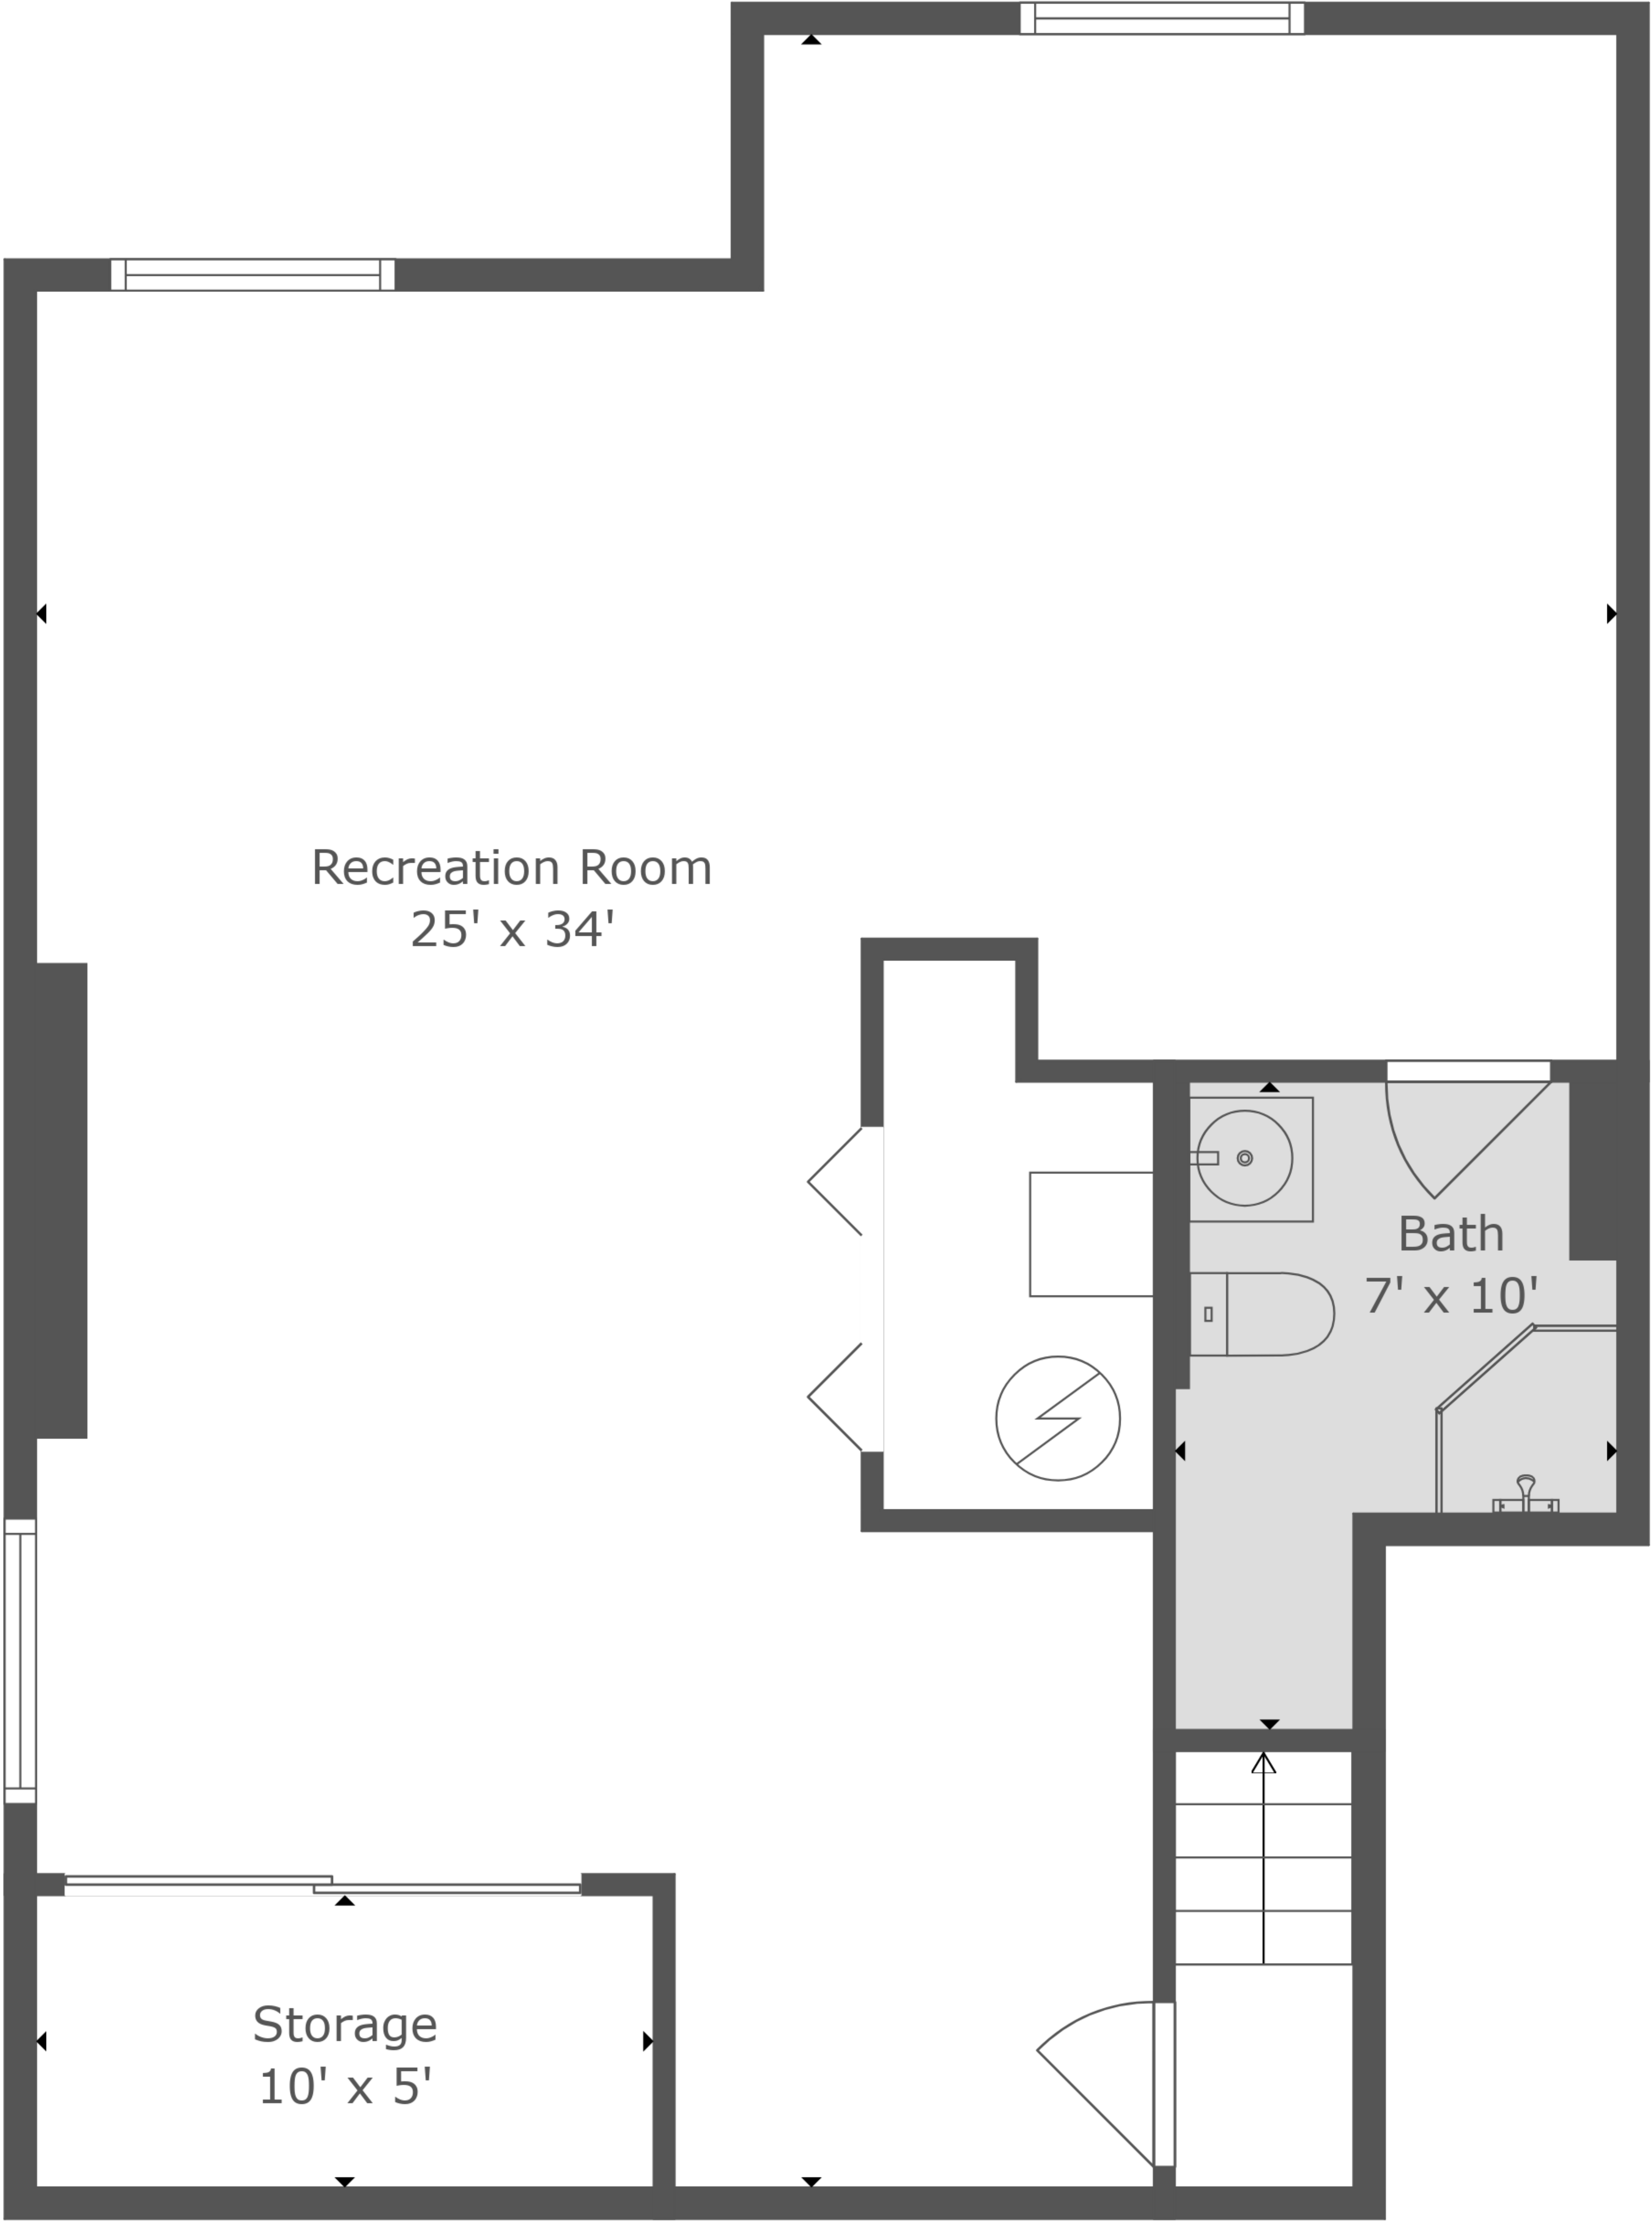 Recreation Room
25' x 34'
Bath
7' x 10'
Storage
10' x 5'